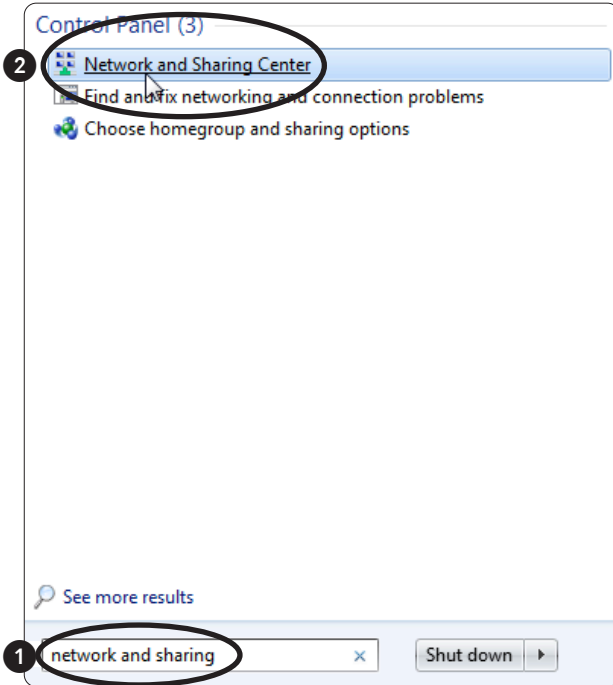 Control Panel (3)
2
Network and Sharing Center
Find and fix networking and connection problems
Choose homegroup and sharing options
See more results
1
network and sharing
Shut down